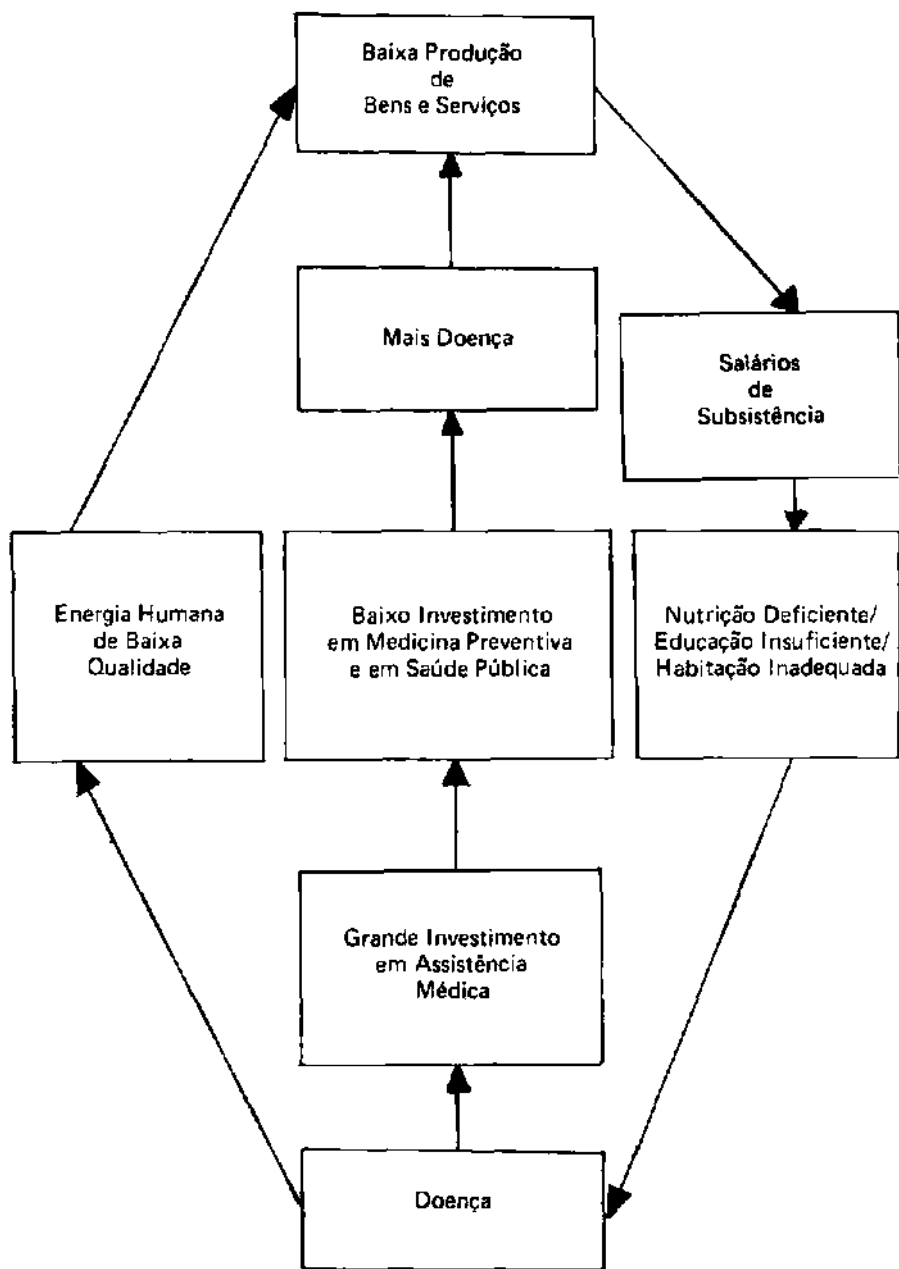 Baixa Produção
de
Bens e Serviços
Mais Doença
Salários
de
Subsistência
Energia Humana
de Baixa
Qualidade
Baixo Investimento
em Medicina Preventiva
e em Saúde Pública
Nutrição Deficiente/
Educação Insuficiente/
Habitação Inadequada
Grande Investimento
em Assistência
Médica
Doença